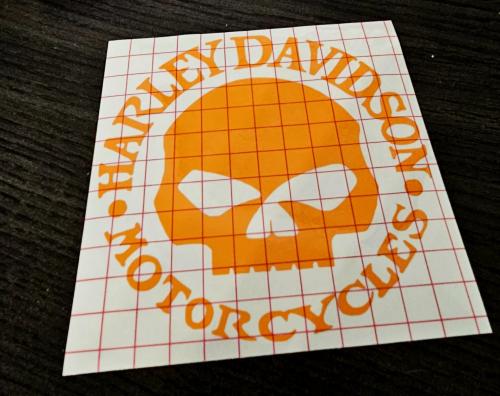 HARLEY DAVIDSON
• MOTORCYCLES •